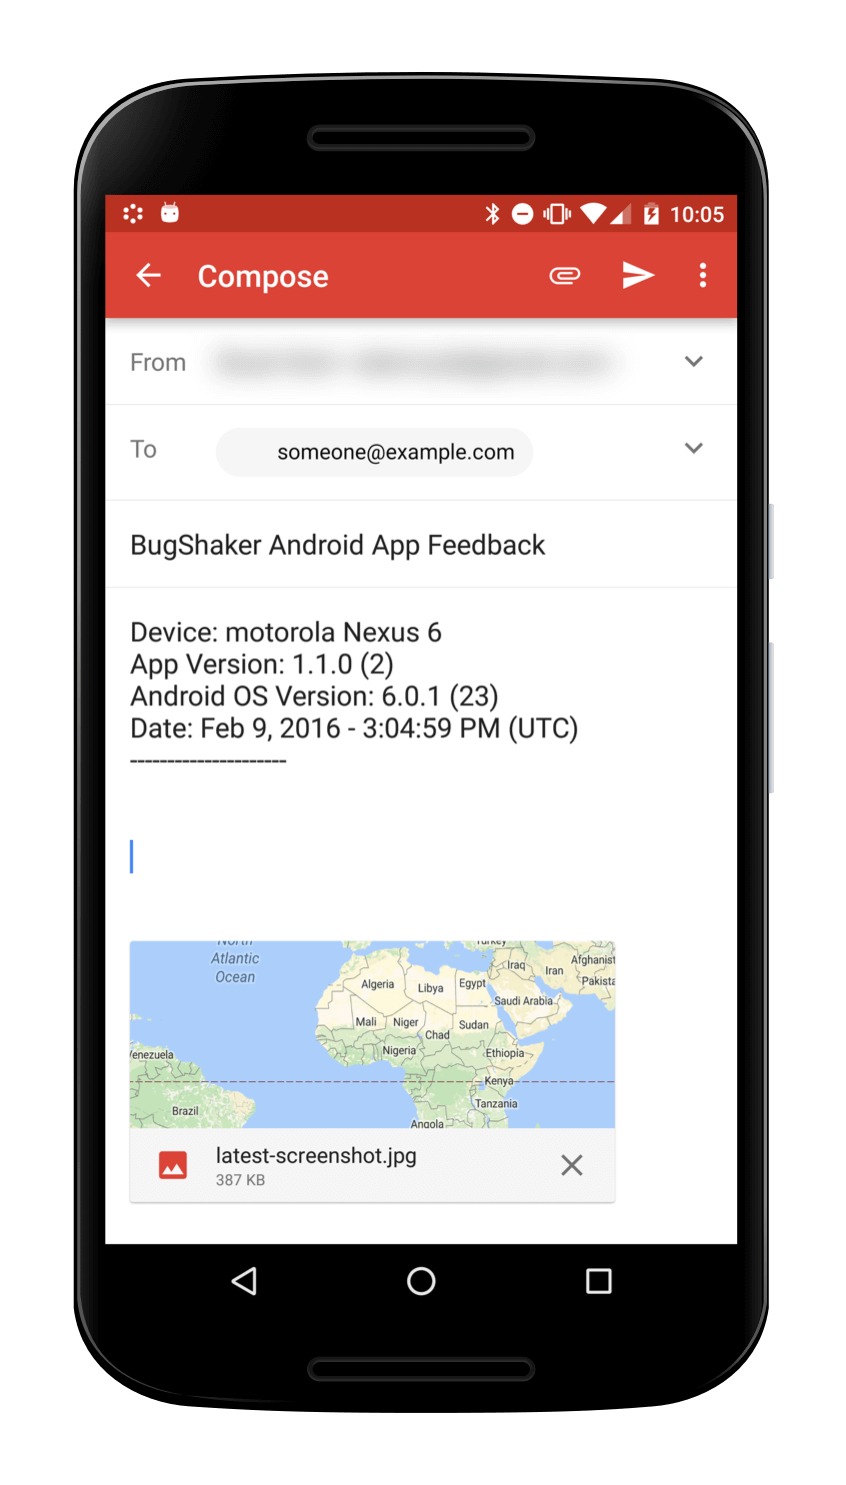 10:05
Compose
From
To
someone@example.com
BugShaker Android App Feedback
Device: motorola Nexus 6
App Version: 1.1.0 (2)
Android OS Version: 6.0.1 (23)
Date: Feb 9, 2016 - 3:04:59 PM (UTC)
---------------------
North
Atlantic
Ocean
Turkey
Iraq
Iran
Afghanist
Pakista
Algeria
Libya
Egypt
Saudi Arabia
Mali
Niger
Chad
Sudan
Nigeria
Ethiopia
enezuela
Kenya
Brazil
Tanzania
Angola
latest-screenshot.jpg
387 KB